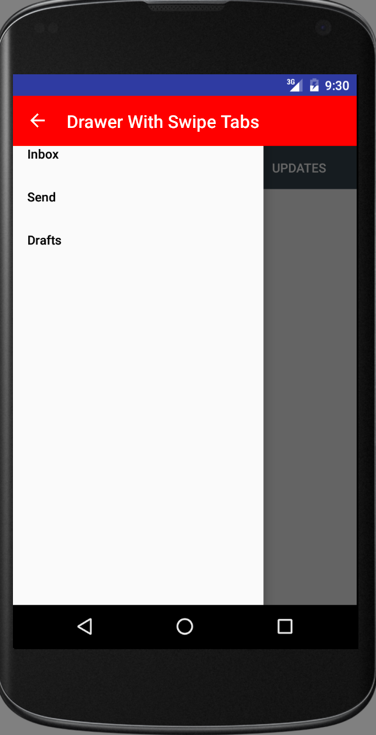 3G 9:30
Drawer With Swipe Tabs
Inbox
UPDATES
Send
Drafts